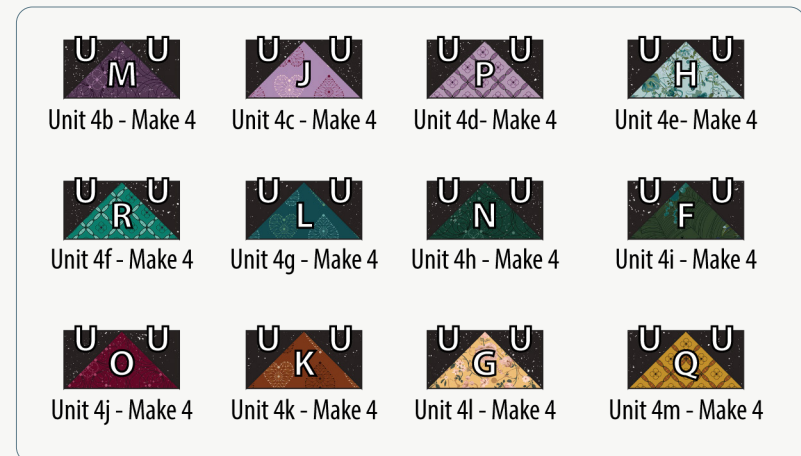 U U U U U U U U
M J P H
Unit 4b - Make 4 Unit 4c - Make 4 Unit 4d- Make 4 Unit 4e- Make 4
U U U U U U U U
R L N F
Unit 4f - Make 4 Unit 4g - Make 4 Unit 4h - Make 4 Unit 4i - Make 4
U U U U U U U U
O K G Q
Unit 4j - Make 4 Unit 4k - Make 4 Unit 4l - Make 4 Unit 4m - Make 4